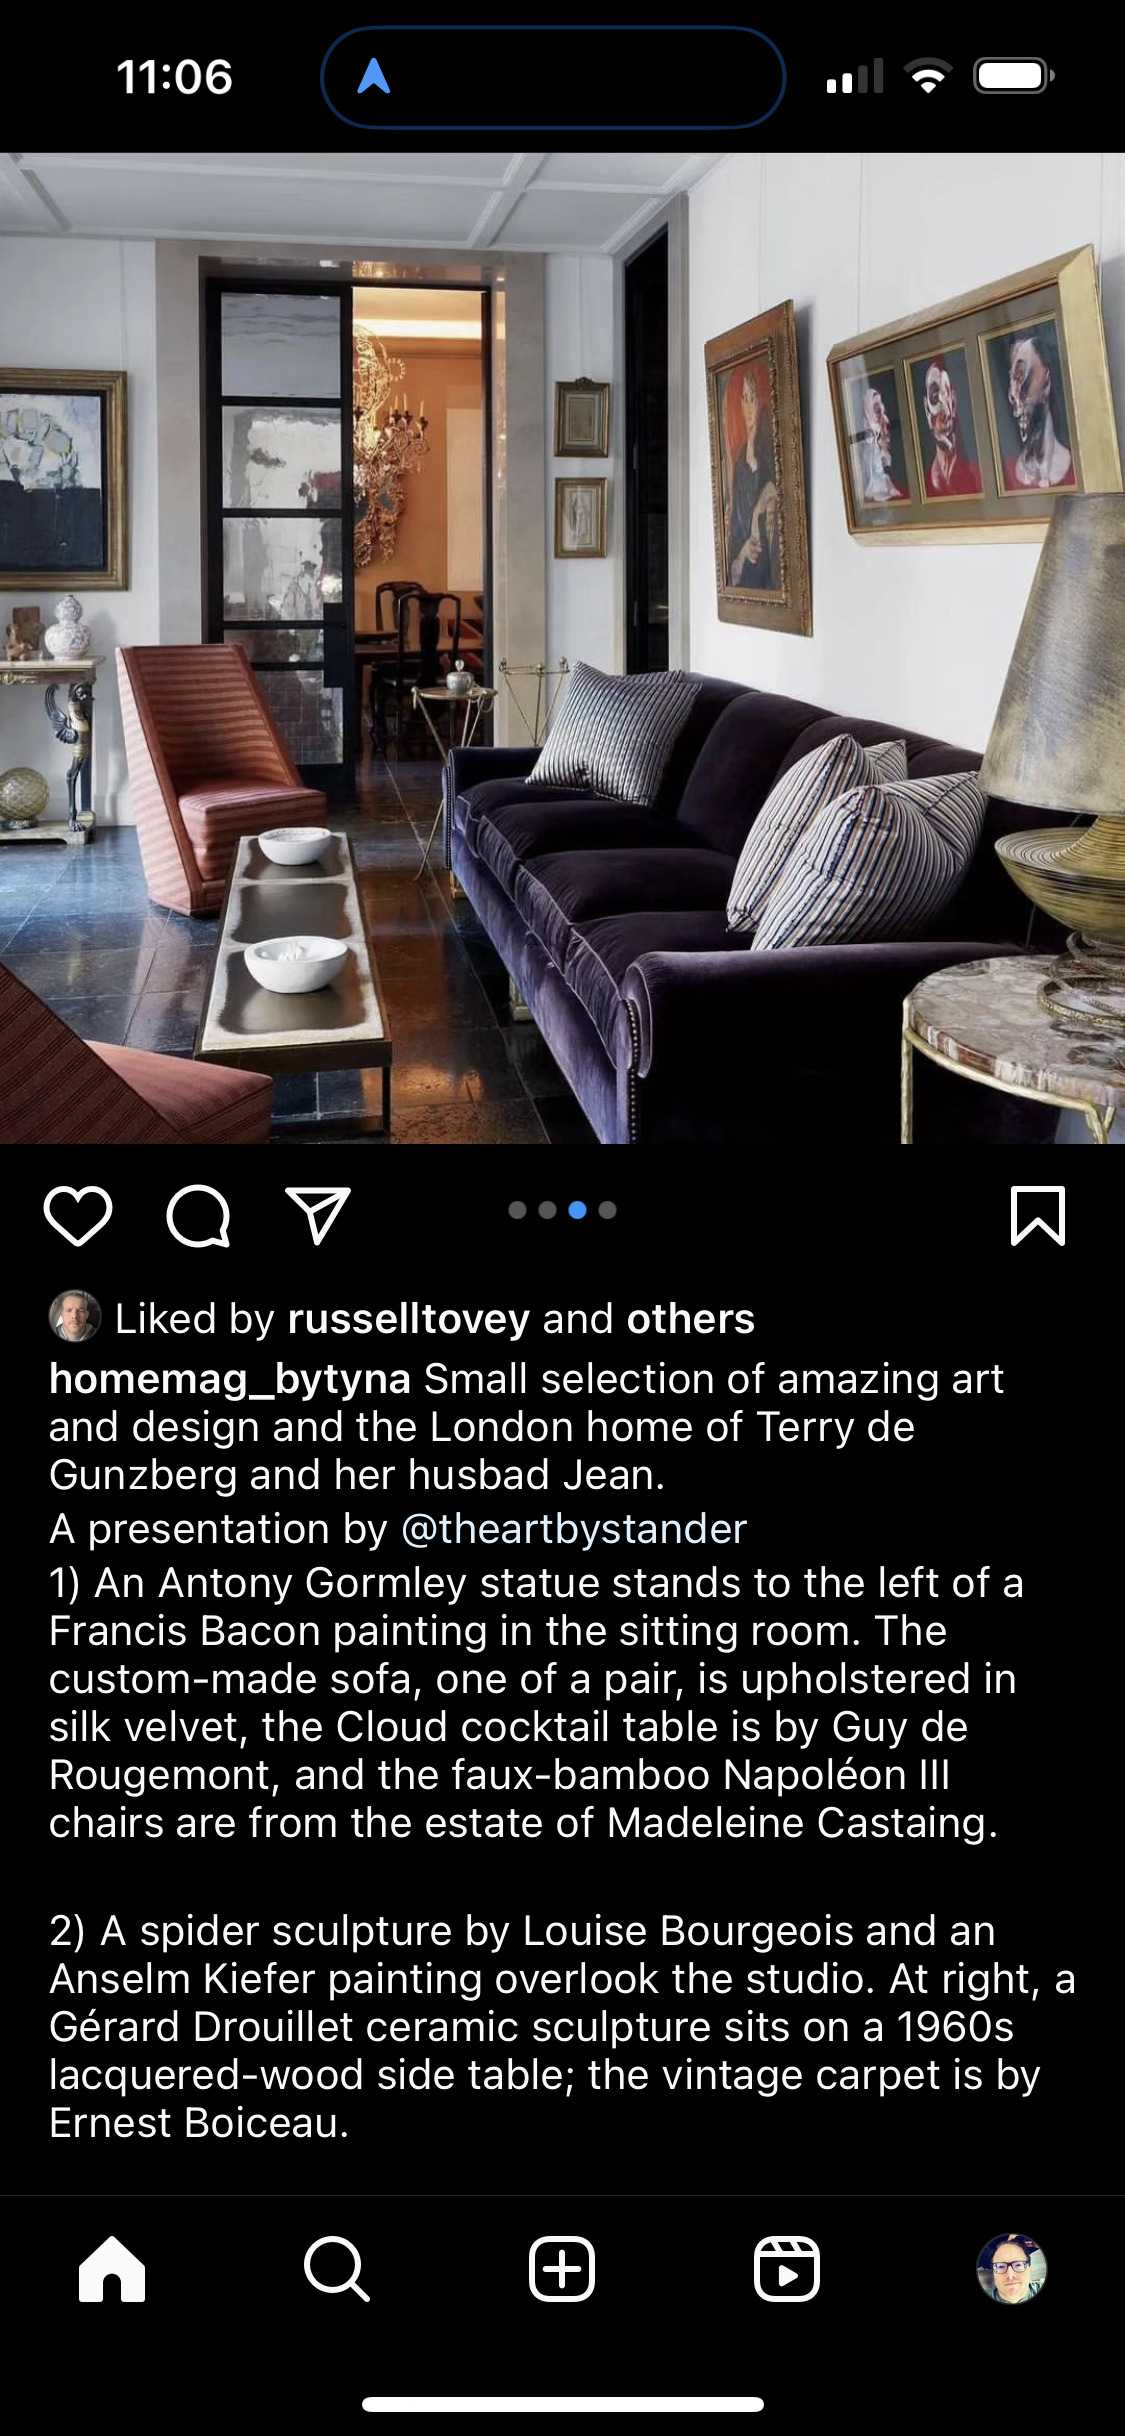 11:06
Liked by russelltovey and others
homemag_bytyna Small selection of amazing art
and design and the London home of Terry de
Gunzberg and her husbad Jean.
A presentation by @theartbystander
1) An Antony Gormley statue stands to the left of a
Francis Bacon painting in the sitting room. The
custom-made sofa, one of a pair, is upholstered in
silk velvet, the Cloud cocktail table is by Guy de
Rougemont, and the faux-bamboo Napoléon III
chairs are from the estate of Madeleine Castaing.
2) A spider sculpture by Louise Bourgeois and an
Anselm Kiefer painting overlook the studio. At right, a
Gérard Drouillet ceramic sculpture sits on a 1960s
lacquered-wood side table; the vintage carpet is by
Ernest Boiceau.